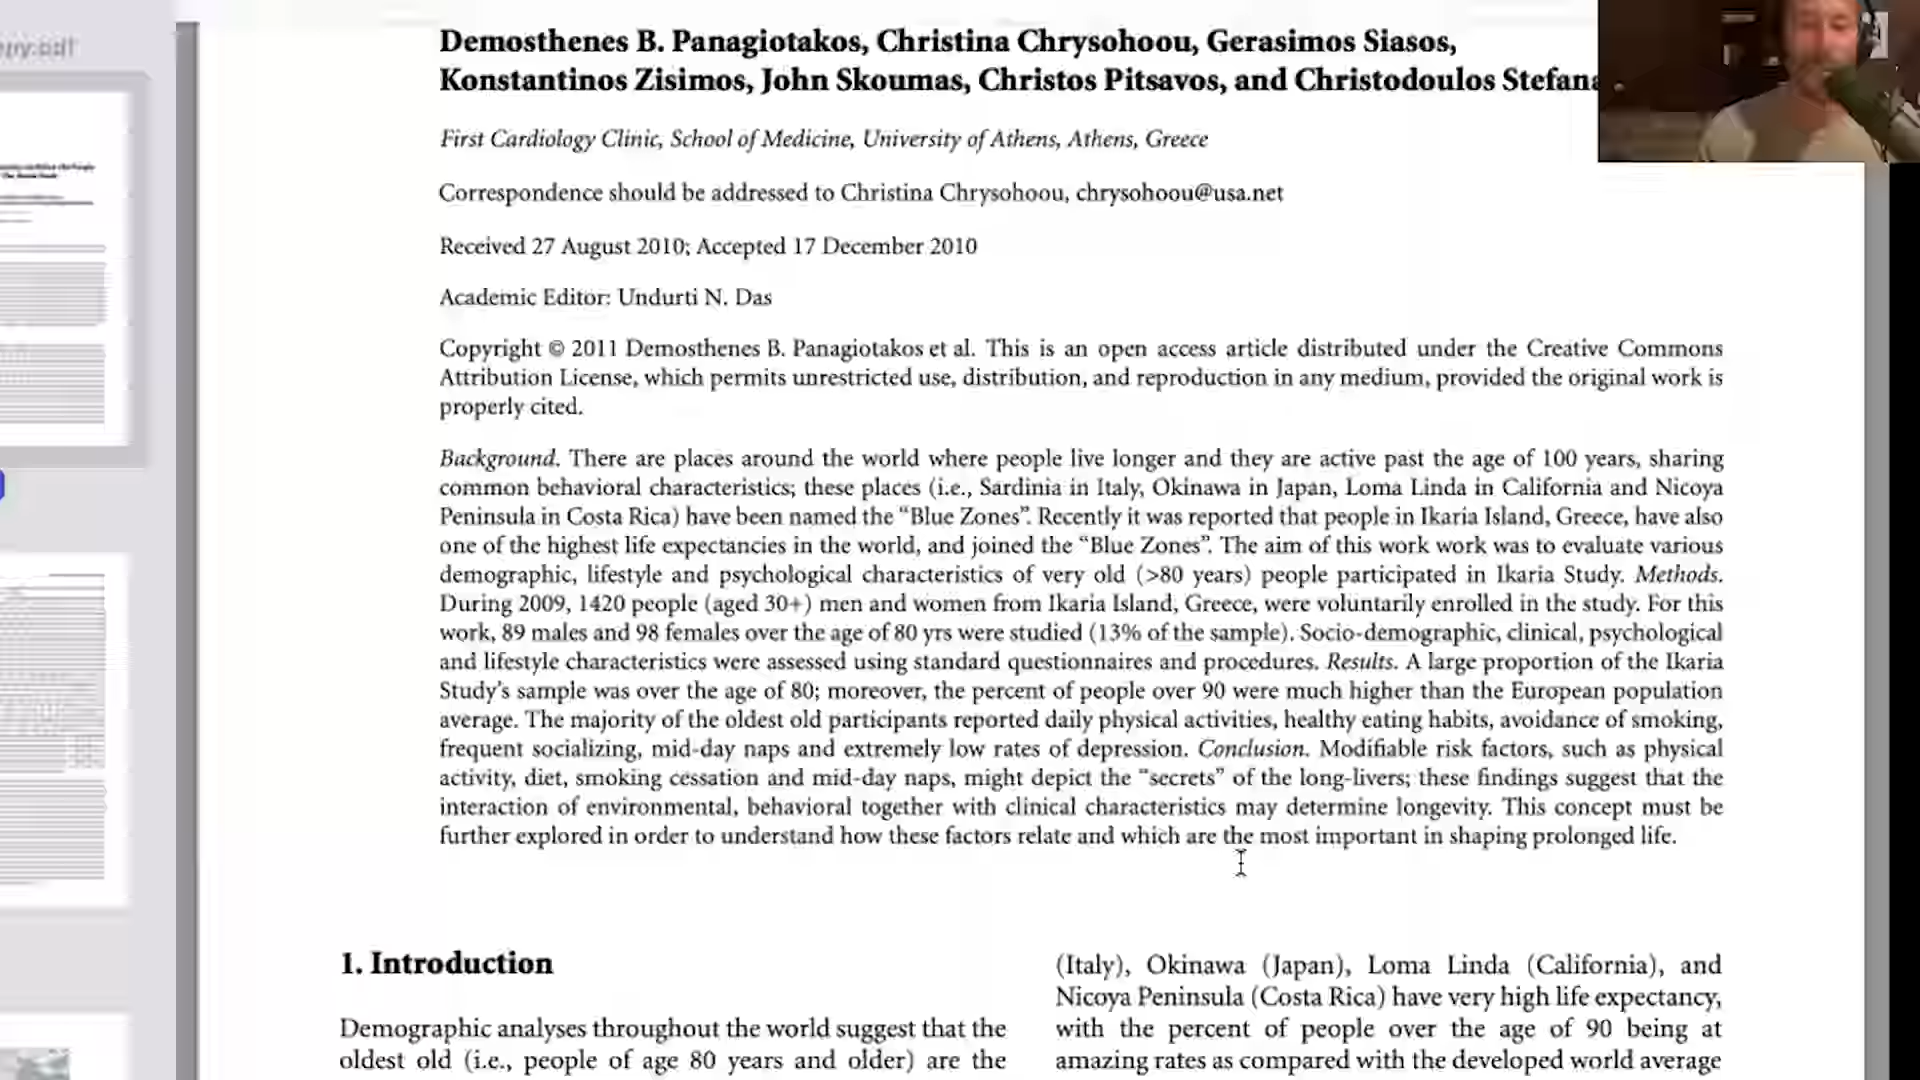 Demosthenes B. Panagiotakos, Christina Chrysohoou, Gerasimos Siasos,
Konstantinos Zisimos, John Skoumas, Christos Pitsavos, and Christodoulos Stefana
First Cardiology Clinic, School of Medicine, University of Athens, Athens, Greece
Correspondence should be addressed to Christina Chrysohoou, chrysohoou@usa.net
Received 27 August 2010; Accepted 17 December 2010
Academic Editor: Undurti N. Das
Copyright © 2011 Demosthenes B. Panagiotakos et al. This is an open access article distributed under the Creative Commons
Attribution License, which permits unrestricted use, distribution, and reproduction in any medium, provided the original work is
properly cited.
Background. There are places around the world where people live longer and they are active past the age of 100 years, sharing
common behavioral characteristics; these places (i.e., Sardinia in Italy, Okinawa in Japan, Loma Linda in California and Nicoya
Peninsula in Costa Rica) have been named the “Blue Zones”. Recently it was reported that people in Ikaria Island, Greece, have also
one of the highest life expectancies in the world, and joined the “Blue Zones”. The aim of this work work was to evaluate various
demographic, lifestyle and psychological characteristics of very old (>80 years) people participated in Ikaria Study. Methods.
During 2009, 1420 people (aged 30+) men and women from Ikaria Island, Greece, were voluntarily enrolled in the study. For this
work, 89 males and 98 females over the age of 80 yrs were studied (13% of the sample). Socio-demographic, clinical, psychological
and lifestyle characteristics were assessed using standard questionnaires and procedures. Results. A large proportion of the Ikaria
Study’s sample was over the age of 80; moreover, the percent of people over 90 were much higher than the European population
average. The majority of the oldest old participants reported daily physical activities, healthy eating habits, avoidance of smoking,
frequent socializing, mid-day naps and extremely low rates of depression. Conclusion. Modifiable risk factors, such as physical
activity, diet, smoking cessation and mid-day naps, might depict the “secrets” of the long-livers; these findings suggest that the
interaction of environmental, behavioral together with clinical characteristics may determine longevity. This concept must be
further explored in order to understand how these factors relate and which are the most important in shaping prolonged life.
1. Introduction
Demographic analyses throughout the world suggest that the
oldest old (i.e., people of age 80 years and older) are the
(Italy), Okinawa (Japan), Loma Linda (California), and
Nicoya Peninsula (Costa Rica) have very high life expectancy,
with the percent of people over the age of 90 being at
amazing rates as compared with the developed world average